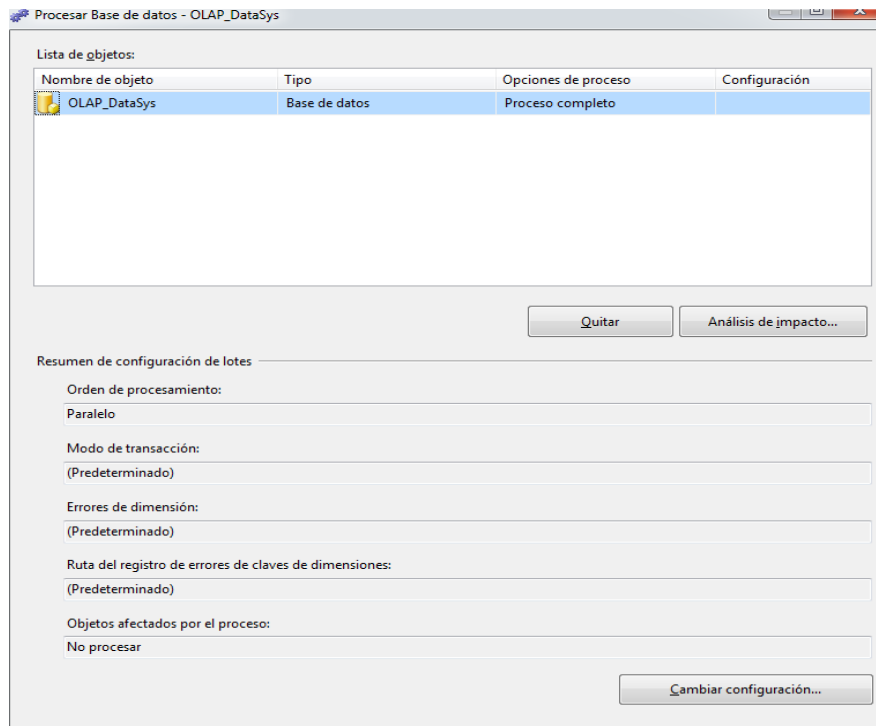 Procesar Base de datos - OLAP_DataSys
Lista de objetos:
Nombre de objeto Tipo Opciones de proceso Configuración
OLAP_DataSys Base de datos Proceso completo
Quitar Análisis de impacto...
Resumen de configuración de lotes
Orden de procesamiento:
Paralelo
Modo de transacción:
(Predeterminado)
Errores de dimensión:
(Predeterminado)
Ruta del registro de errores de claves de dimensiones:
(Predeterminado)
Objetos afectados por el proceso:
No procesar
Cambiar configuración...